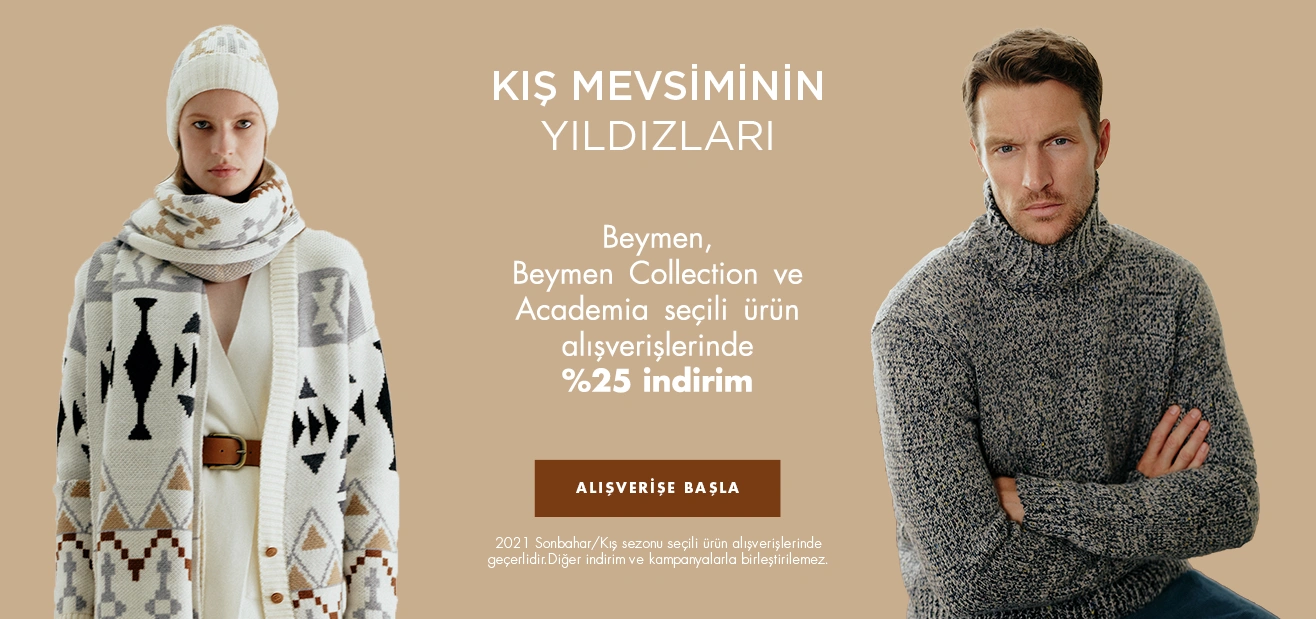 KIŞ MEVSİMİNİN
YILDIZLARI
Beymen,
Beymen Collection ve
Academia seçili ürün
alışverişlerinde
%25 indirim
ALIŞVERİŞE BAŞLA
2021 Sonbahar/Kış sezonu seçili ürün alışverişlerinde
geçerlidir.Diğer indirim ve kampanyalarla birleştirilemez.